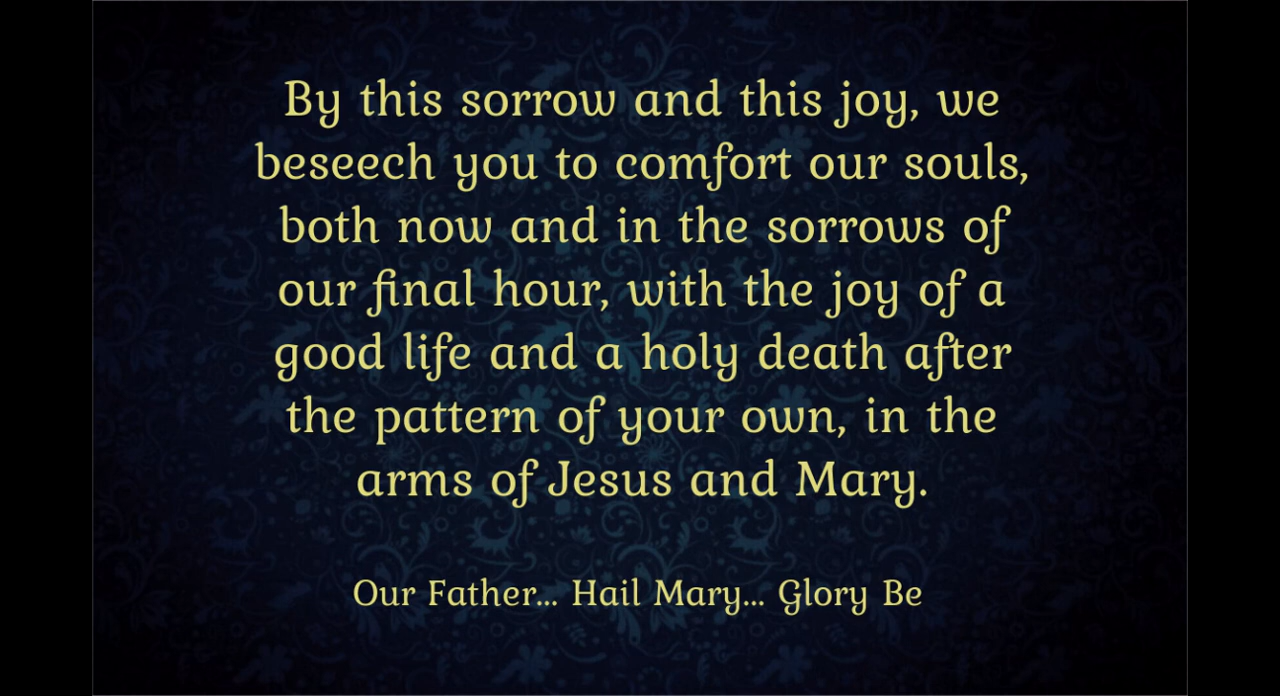 By this sorrow and this joy, we
beseech you to comfort our souls,
both now and in the sorrows of
our final hour, with the joy of a
good life and a holy death after
the pattern of your own, in the
arms of Jesus and Mary.
Our Father... Hail Mary... Glory Be